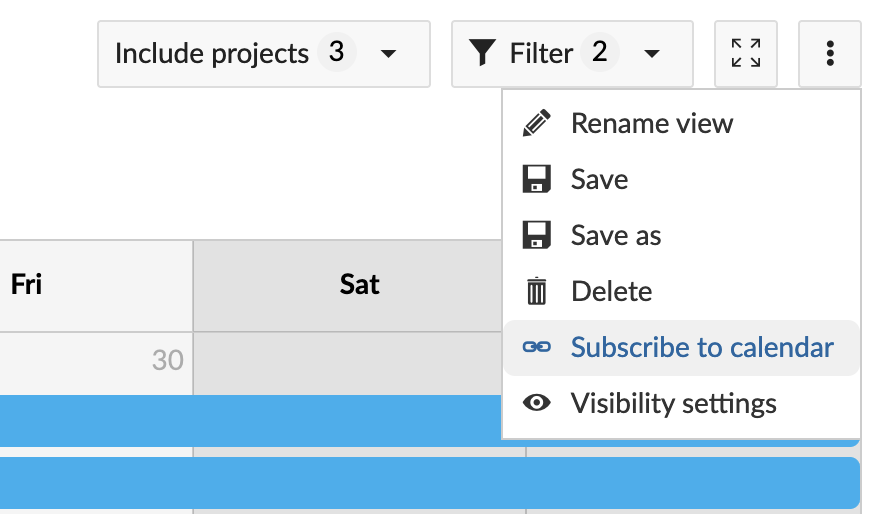 Include projects 3
Filter 2
Rename view
Save
Save as
Delete
Subscribe to calendar
Visibility settings
Fri
Sat
30